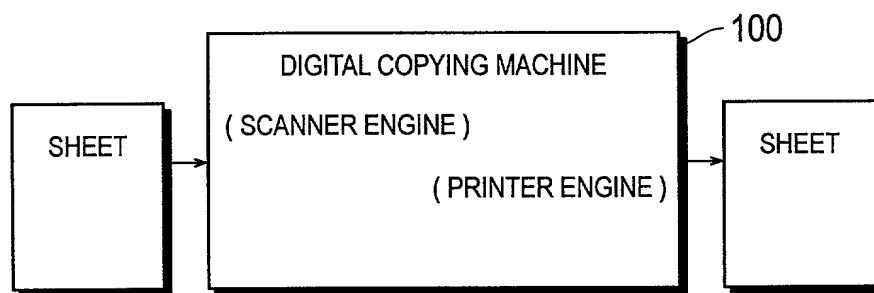 100
DIGITAL COPYING MACHINE
SHEET
( SCANNER ENGINE )
( PRINTER ENGINE )
SHEET